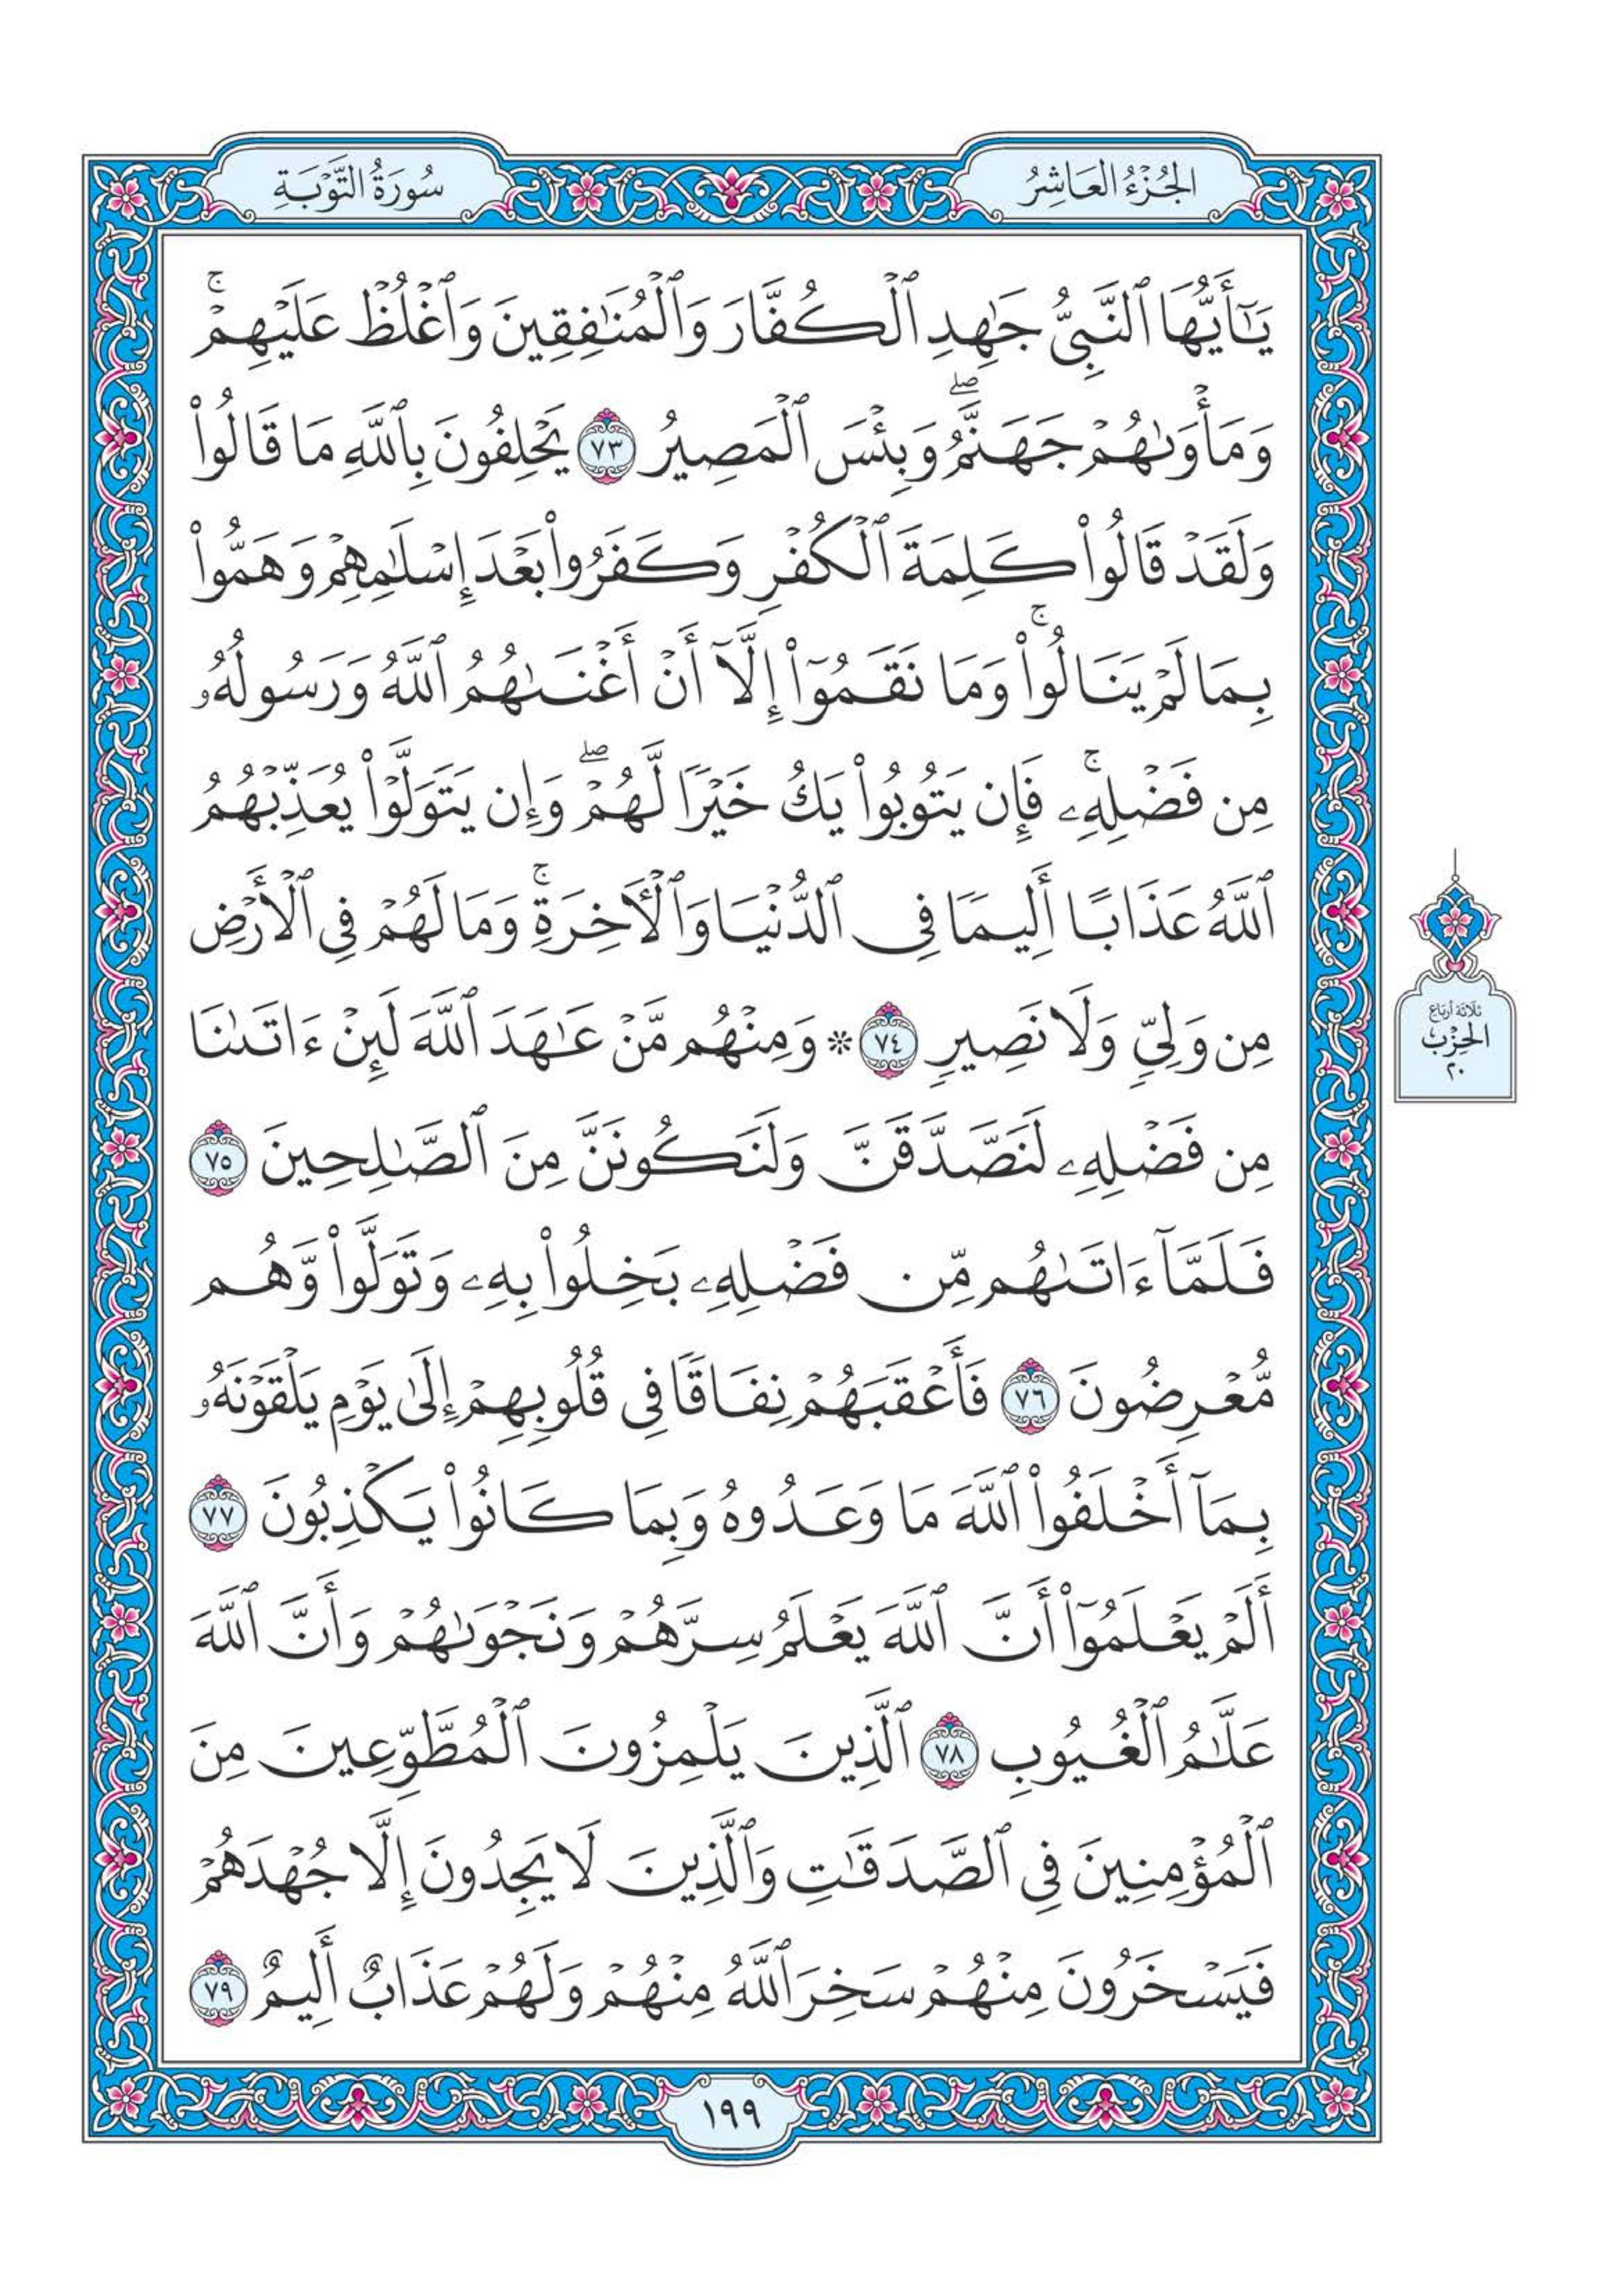 الجُزْءُ العَاشِرُ
سُورَةُ التَّوْبَةِ
يَٰٓأَيُّهَا ٱلنَّبِيُّ جَٰهِدِ ٱلۡكُفَّارَ وَٱلۡمُنَٰفِقِينَ وَٱغۡلُظۡ عَلَيۡهِمۡۚ
وَمَأۡوَىٰهُمۡ جَهَنَّمُۖ وَبِئۡسَ ٱلۡمَصِيرُ ٧٣ يَحۡلِفُونَ بِٱللَّهِ مَا قَالُواْ
وَلَقَدۡ قَالُواْ كَلِمَةَ ٱلۡكُفۡرِ وَكَفَرُواْ بَعۡدَ إِسۡلَٰمِهِمۡ وَهَمُّواْ
بِمَا لَمۡ يَنَالُواْۚ وَمَا نَقَمُوٓاْ إِلَّآ أَنۡ أَغۡنَىٰهُمُ ٱللَّهُ وَرَسُولُهُۥ
مِن فَضۡلِهِۦۚ فَإِن يَتُوبُواْ يَكُ خَيۡرٗا لَّهُمۡۖ وَإِن يَتَوَلَّوۡاْ يُعَذِّبۡهُمُ
ٱللَّهُ عَذَابًا أَلِيمٗا فِي ٱلدُّنۡيَا وَٱلۡأٓخِرَةِۚ وَمَا لَهُمۡ فِي ٱلۡأَرۡضِ
مِن وَلِيّٖ وَلَا نَصِيرٖ ٧٤ ۞ وَمِنۡهُم مَّنۡ عَٰهَدَ ٱللَّهَ لَئِنۡ ءَاتَىٰنَا
مِن فَضۡلِهِۦ لَنَصَّدَّقَنَّ وَلَنَكُونَنَّ مِنَ ٱلصَّٰلِحِينَ ٧٥
فَلَمَّآ ءَاتَىٰهُم مِّن فَضۡلِهِۦ بَخِلُواْ بِهِۦ وَتَوَلَّواْ وَّهُم
مُّعۡرِضُونَ ٧٦ فَأَعۡقَبَهُمۡ نِفَاقٗا فِي قُلُوبِهِمۡ إِلَىٰ يَوۡمِ يَلۡقَوۡنَهُۥ
بِمَآ أَخۡلَفُواْ ٱللَّهَ مَا وَعَدُوهُ وَبِمَا كَانُواْ يَكۡذِبُونَ ٧٧
أَلَمۡ يَعۡلَمُوٓاْ أَنَّ ٱللَّهَ يَعۡلَمُ سِرَّهُمۡ وَنَجۡوَىٰهُمۡ وَأَنَّ ٱللَّهَ
عَلَّٰمُ ٱلۡغُيُوبِ ٧٨ ٱلَّذِينَ يَلۡمِزُونَ ٱلۡمُطَّوِّعِينَ مِنَ
ٱلۡمُؤۡمِنِينَ فِي ٱلصَّدَقَٰتِ وَٱلَّذِينَ لَا يَجِدُونَ إِلَّا جُهۡدَهُمۡ
فَيَسۡخَرُونَ مِنۡهُمۡ سَخِرَ ٱللَّهُ مِنۡهُمۡ وَلَهُمۡ عَذَابٌ أَلِيمٌ ٧٩
ثلاثة أرباع
الحِزْب
٢٠
١٩٩